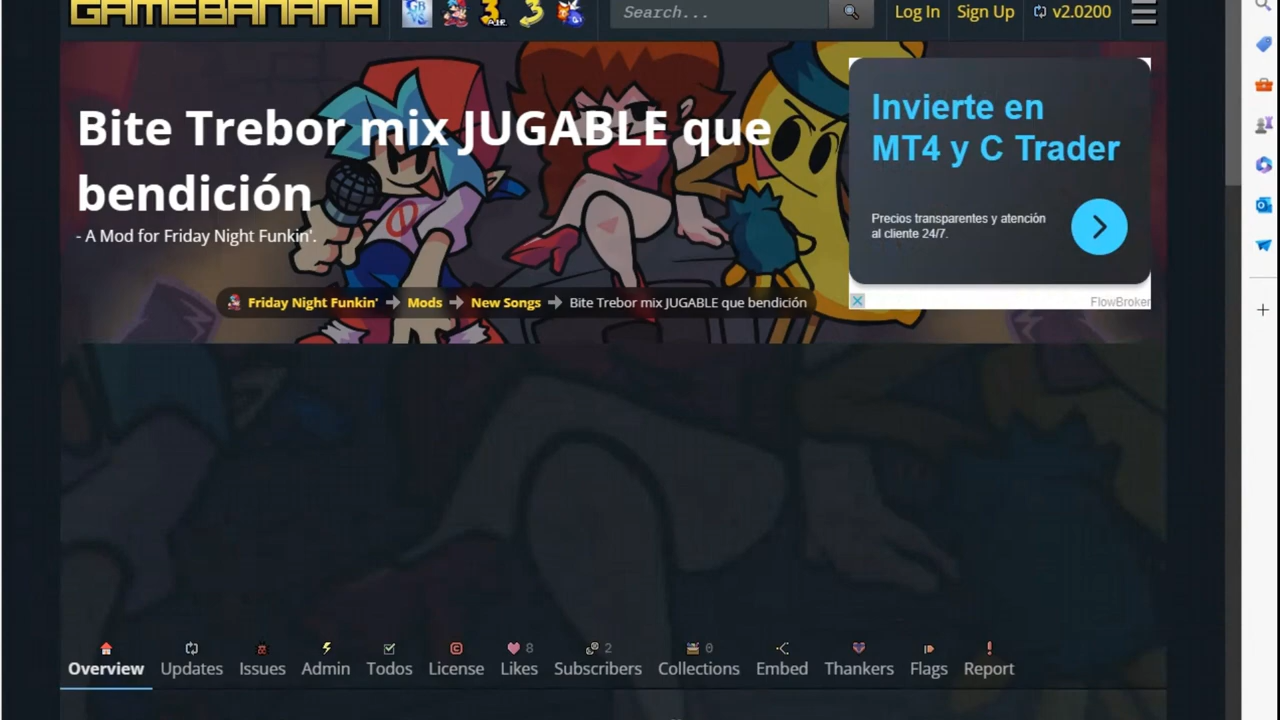 GAMEBANANA
Search...
Log In
Sign Up
v2.0200
Bite Trebor mix JUGABLE que
bendición
- A Mod for Friday Night Funkin'.
Friday Night Funkin' Mods New Songs Bite Trebor mix JUGABLE que bendición
Invierte en
MT4 y C Trader
Precios transparentes y atención
al cliente 24/7.
FlowBroker
8 2 0
Overview Updates Issues Admin Todos License Likes Subscribers Collections Embed Thankers Flags Report